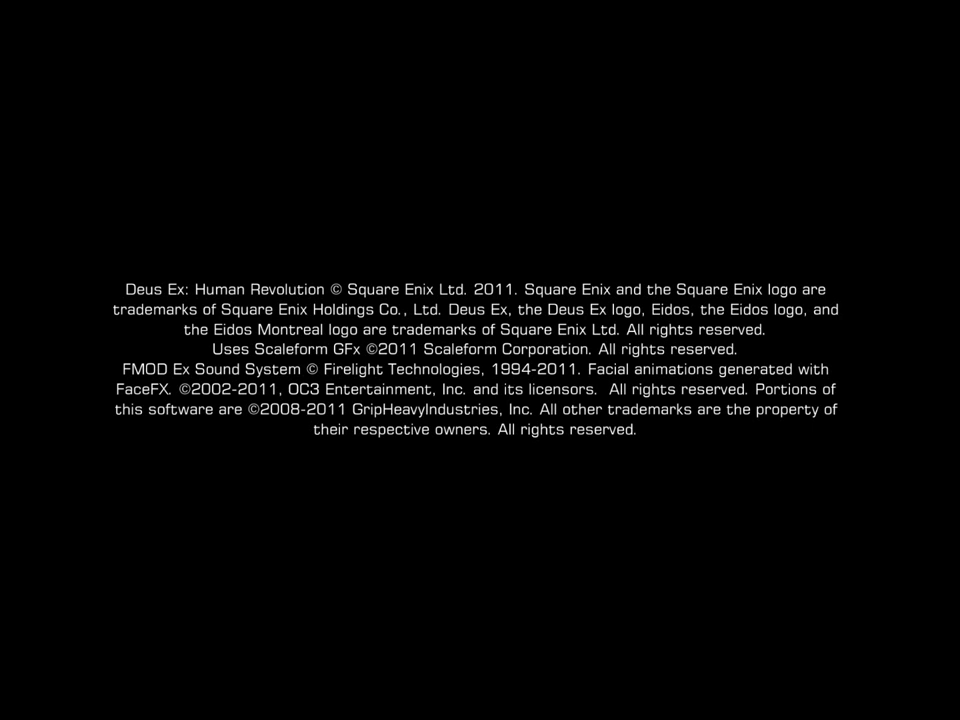 Deus Ex: Human Revolution © Square Enix Ltd. 2011. Square Enix and the Square Enix logo are
trademarks of Square Enix Holdings Co., Ltd. Deus Ex, the Deus Ex logo, Eidos, the Eidos logo, and
the Eidos Montreal logo are trademarks of Square Enix Ltd. All rights reserved.
Uses Scaleform GFx ©2011 Scaleform Corporation. All rights reserved.
FMOD Ex Sound System © Firelight Technologies, 1994-2011. Facial animations generated with
FaceFX. ©2002-2011, OC3 Entertainment, Inc. and its licensors.  All rights reserved. Portions of
this software are ©2008-2011 GripHeavyIndustries, Inc. All other trademarks are the property of
their respective owners. All rights reserved.